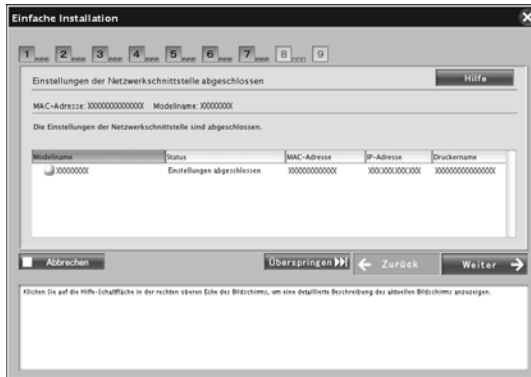 Einfache Installation
1 2 3 4 5 6 7 8 9
Einstellungen der Netzwerkschnittstelle abgeschlossen
Hilfe
MAC-Adresse: XXXXXXXXXXXXXX Modellname: XXXXXXXX
Die Einstellungen der Netzwerkschnittstelle sind abgeschlossen.
Modellname Status MAC-Adresse IP-Adresse Druckername
XXXXXXXX Einstellungen abgeschlossen XXXXXXXXXXXX XXX.XXX.XXX.XXX XXXXXXXXXXXXXXX
Abbrechen Überspringen Zurück Weiter
Klicken Sie auf die Hilfe-Schaltfläche in der rechten oberen Ecke des Bildschirms, um eine detaillierte Beschreibung des aktuellen Bildschirms anzuzeigen.